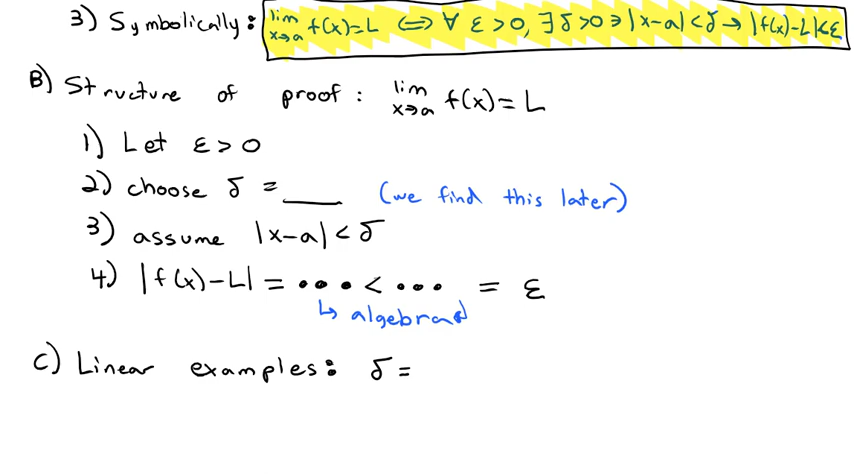 3) Symbolically: lim x→a f(x)=L ⟺ ∀ ε>0, ∃ δ>0 ∋ |x-a|<δ → |f(x)-L|<ε
B) Structure of proof: lim x→a f(x)=L
1) Let ε>0
2) choose δ = ___ (we find this later)
3) assume |x-a|<δ
4) |f(x)-L| = ••• < ••• = ε
↳ algebra
C) Linear examples: δ=